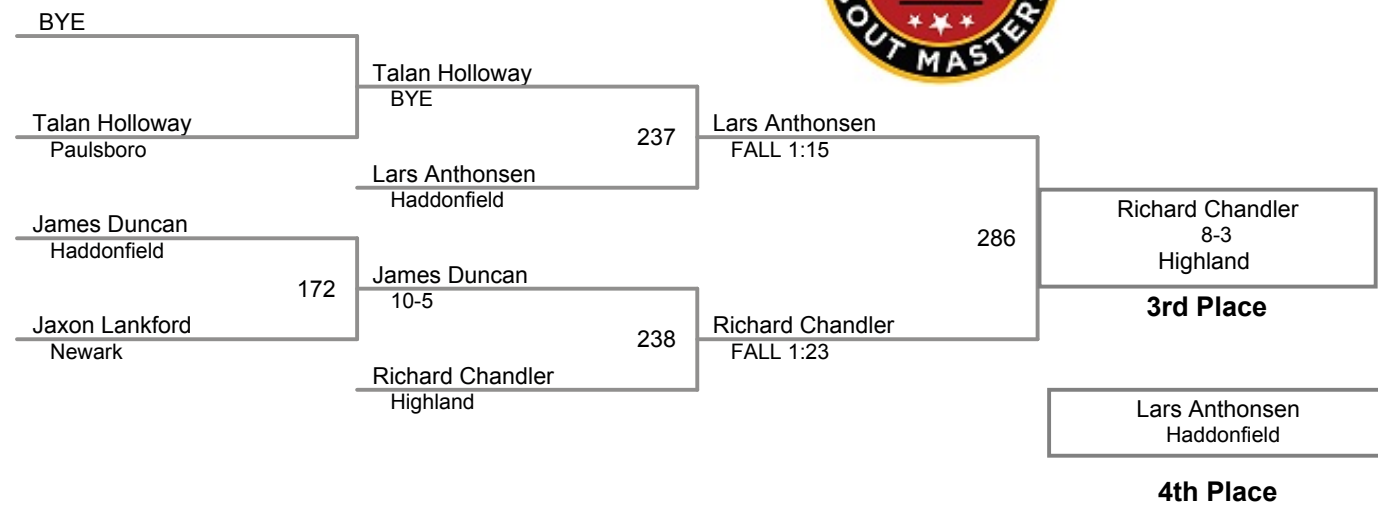 BYE
Talan Holloway
BYE
Talan Holloway
Paulsboro
237
Lars Anthonsen
FALL 1:15
Lars Anthonsen
Haddonfield
James Duncan
Haddonfield
286
Richard Chandler
8-3
Highland
172
James Duncan
10-5
3rd Place
Jaxon Lankford
Newark
238
Richard Chandler
FALL 1:23
Richard Chandler
Highland
Lars Anthonsen
Haddonfield
4th Place
OUT MASTER